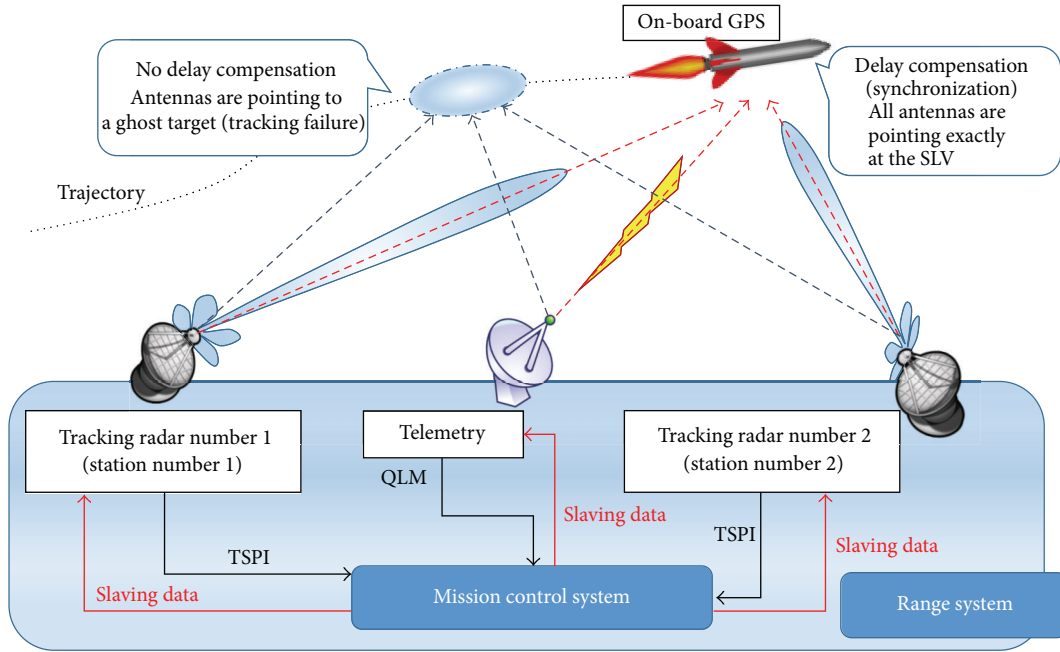 On-board GPS
No delay compensation
Antennas are pointing to
a ghost target (tracking failure)
Delay compensation
(synchronization)
All antennas are
pointing exactly
at the SLV
Trajectory
Tracking radar number 1
(station number 1)
Telemetry
Tracking radar number 2
(station number 2)
QLM
Slaving data
TSPI
Slaving data
TSPI
Slaving data
Mission control system
Range system